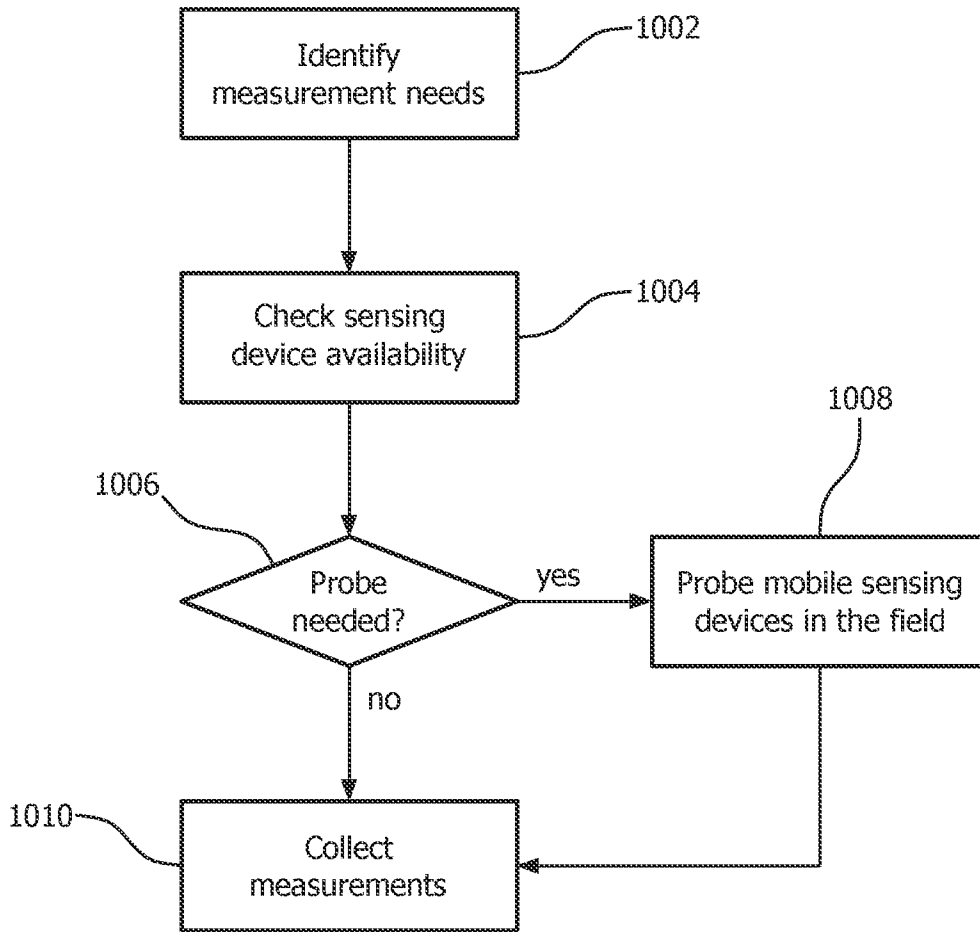 1002
Identify
measurement needs
1004
Check sensing
device availability
1008
1006
Probe
needed?
yes
Probe mobile sensing
devices in the field
no
1010
Collect
measurements